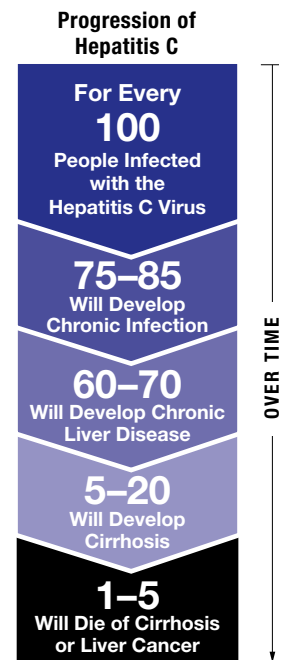 Progression of
Hepatitis C
For Every
100
People Infected
with the
Hepatitis C Virus
75–85
Will Develop
Chronic Infection
60–70
Will Develop Chronic
Liver Disease
5–20
Will Develop
Cirrhosis
1–5
Will Die of Cirrhosis
or Liver Cancer
OVER TIME